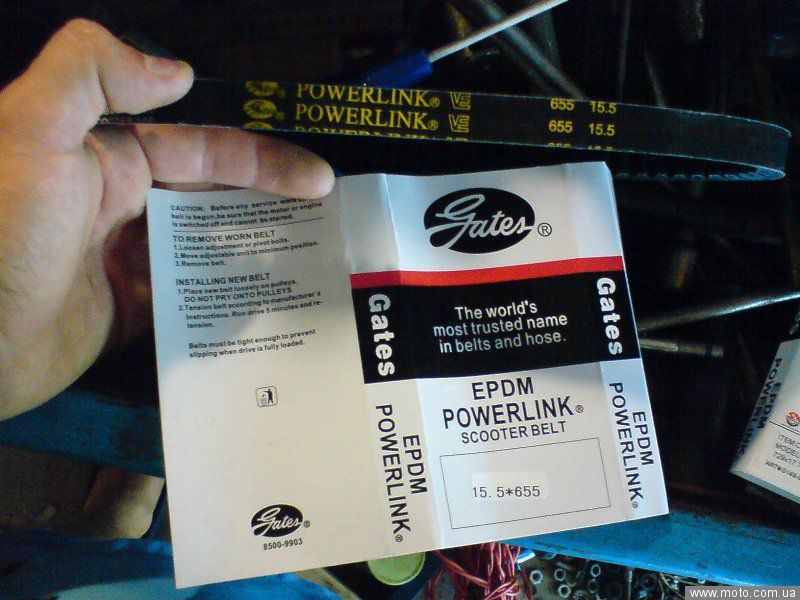 POWERLINK® VE 655 15.5
POWERLINK® VE 655 15.5
CAUTION: Before any service work
belt is begun, be sure that the motor or engine
is switched off and cannot be started.
TO REMOVE WORN BELT
1.Loosen adjustment or pivot bolts.
2.Move adjustable unit to minimum position.
3.Remove belt.
INSTALLING NEW BELT
1.Place new belt loosely on pulleys.
DO NOT PRY ONTO PULLEYS
2.Tension belt according to manufacturer's
instructions. Run drive 5 minutes and re-
tension.
Belts must be tight enough to prevent
slipping when drive is fully loaded.
Gates®
8500-9903
Gates
EPDM
POWERLINK®
Gates®
The world's
most trusted name
in belts and hose.
EPDM
POWERLINK®
SCOOTER BELT
15.5*655
Gates
EPDM
POWERLINK®
EPDM
POWERLINK
www.moto.com.ua